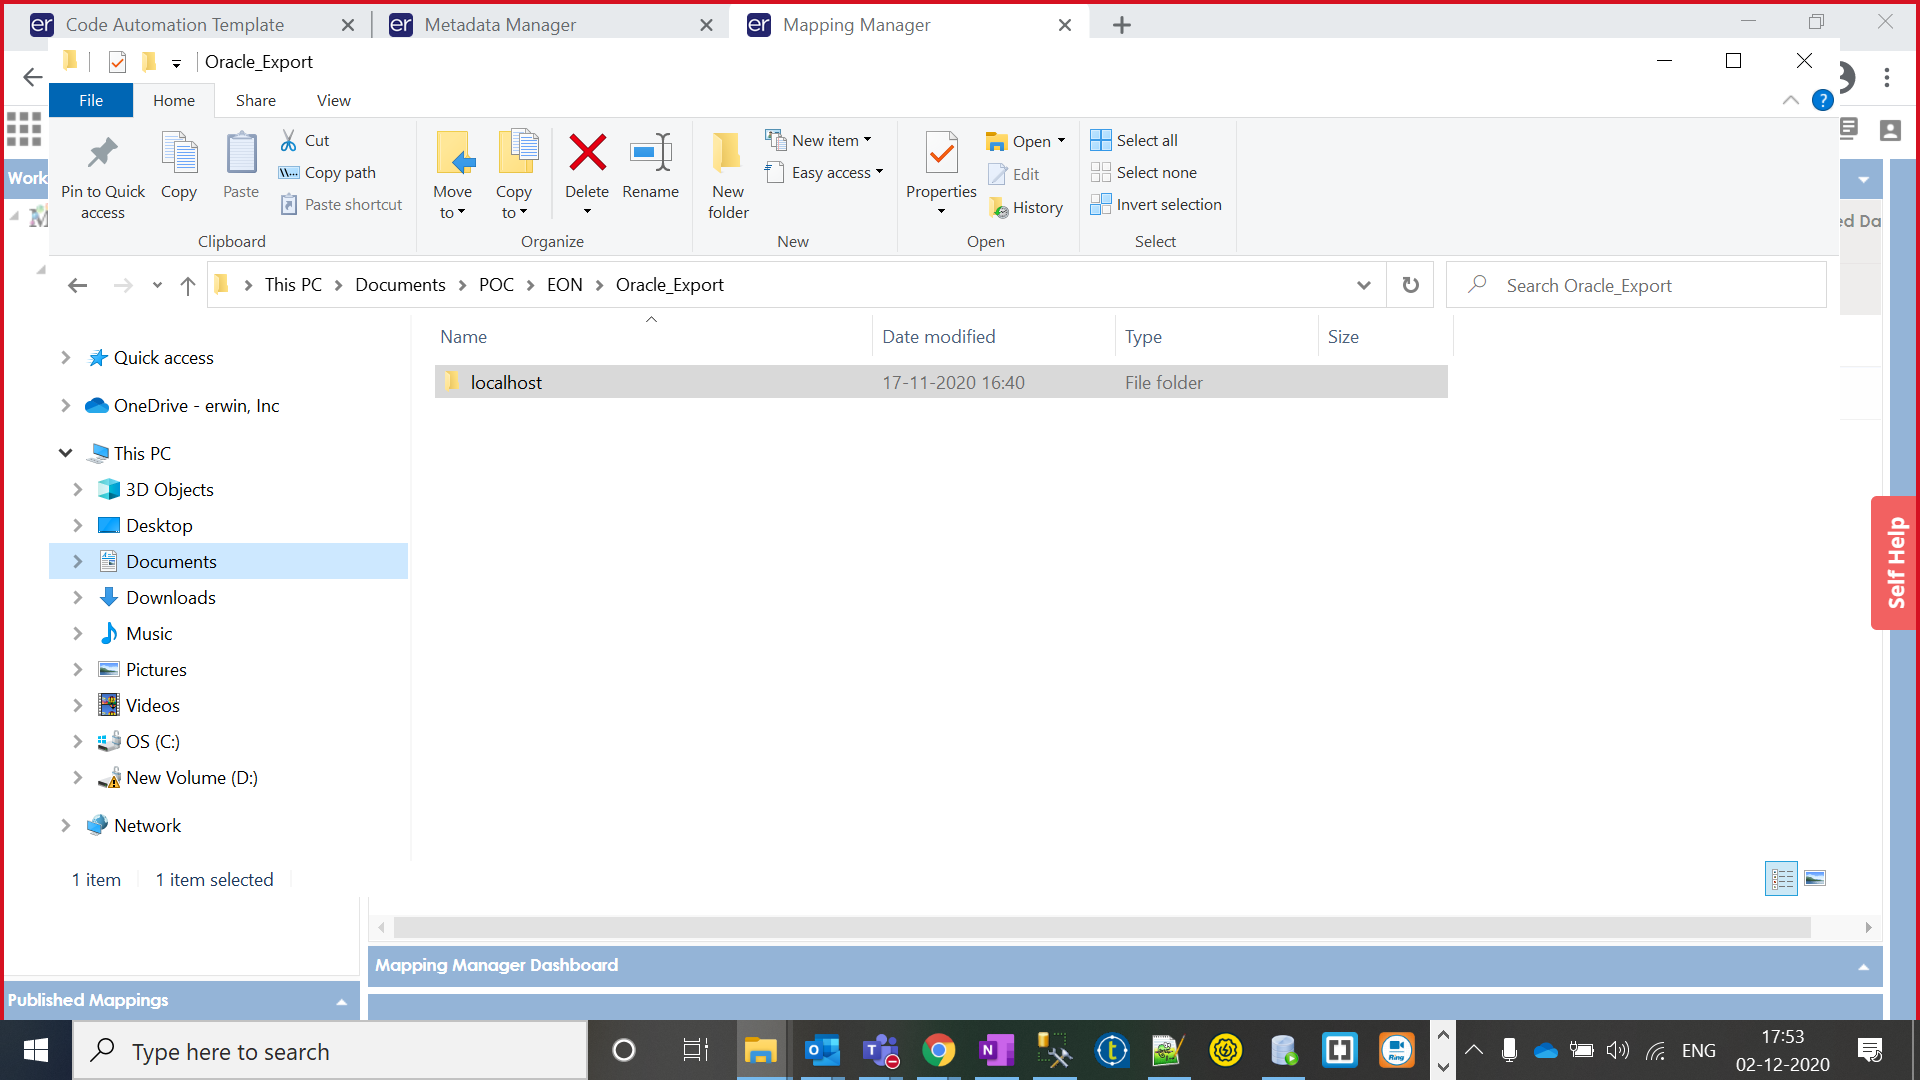 Code Automation Template
Metadata Manager
Mapping Manager
Oracle_Export
File
Home
Share
View
Pin to Quick access
Copy
Paste
Cut
Copy path
Paste shortcut
Clipboard
Move to
Copy to
Delete
Rename
Organize
New folder
New item
Easy access
New
Properties
Open
Edit
History
Open
Select all
Select none
Invert selection
Select
Work
ed Da
This PC > Documents > POC > EON > Oracle_Export
Search Oracle_Export
Name
Date modified
Type
Size
localhost
17-11-2020 16:40
File folder
Quick access
OneDrive - erwin, Inc
This PC
3D Objects
Desktop
Documents
Downloads
Music
Pictures
Videos
OS (C:)
New Volume (D:)
Network
1 item
1 item selected
Self Help
Mapping Manager Dashboard
Published Mappings
Type here to search
ENG
17:53
02-12-2020